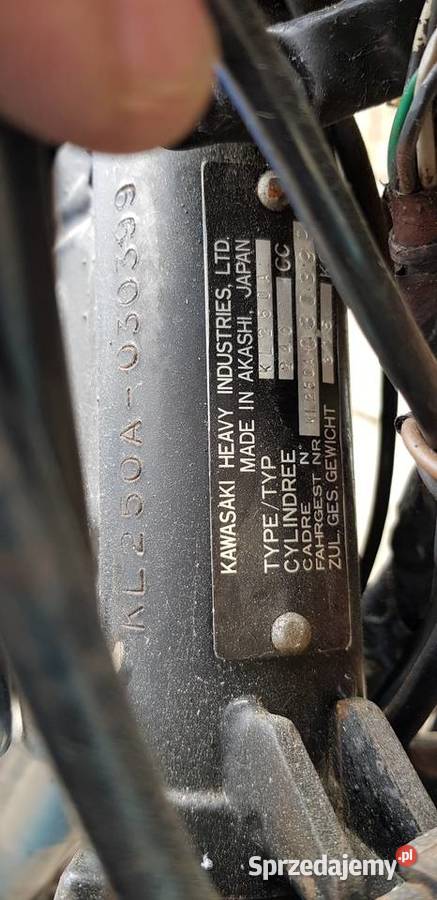 KL250A-030399
KAWASAKI HEAVY INDUSTRIES, LTD.
MADE IN AKASHI, JAPAN
TYPE/TYP
CYLINDREE CC
CADRE N°
FAHRGEST NR
ZUL. GES. GEWICHT
Sprzedajemy.pl